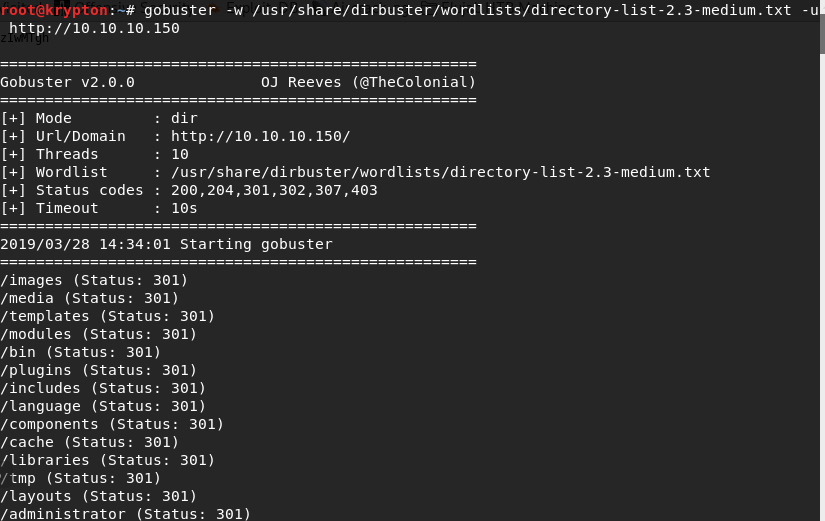 root@krypton:~# gobuster -w /usr/share/dirbuster/wordlists/directory-list-2.3-medium.txt -u
http://10.10.10.150
=====================================================
Gobuster v2.0.0              OJ Reeves (@TheColonial)
=====================================================
[+] Mode         : dir
[+] Url/Domain   : http://10.10.10.150/
[+] Threads      : 10
[+] Wordlist     : /usr/share/dirbuster/wordlists/directory-list-2.3-medium.txt
[+] Status codes : 200,204,301,302,307,403
[+] Timeout      : 10s
=====================================================
2019/03/28 14:34:01 Starting gobuster
=====================================================
/images (Status: 301)
/media (Status: 301)
/templates (Status: 301)
/modules (Status: 301)
/bin (Status: 301)
/plugins (Status: 301)
/includes (Status: 301)
/language (Status: 301)
/components (Status: 301)
/cache (Status: 301)
/libraries (Status: 301)
/tmp (Status: 301)
/layouts (Status: 301)
/administrator (Status: 301)